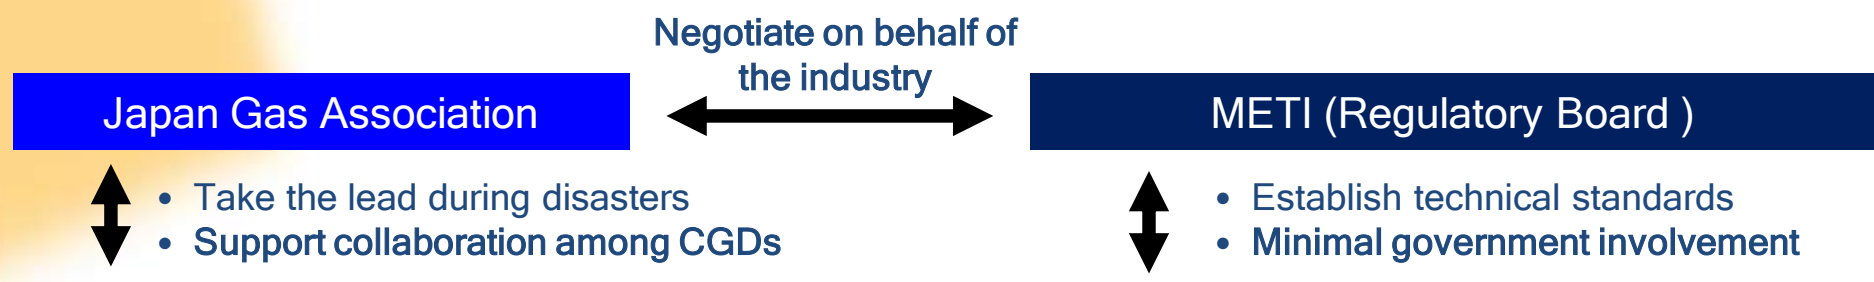 Negotiate on behalf of
the industry
Japan Gas Association
METI (Regulatory Board )
• Take the lead during disasters
• Support collaboration among CGDs
• Establish technical standards
• Minimal government involvement